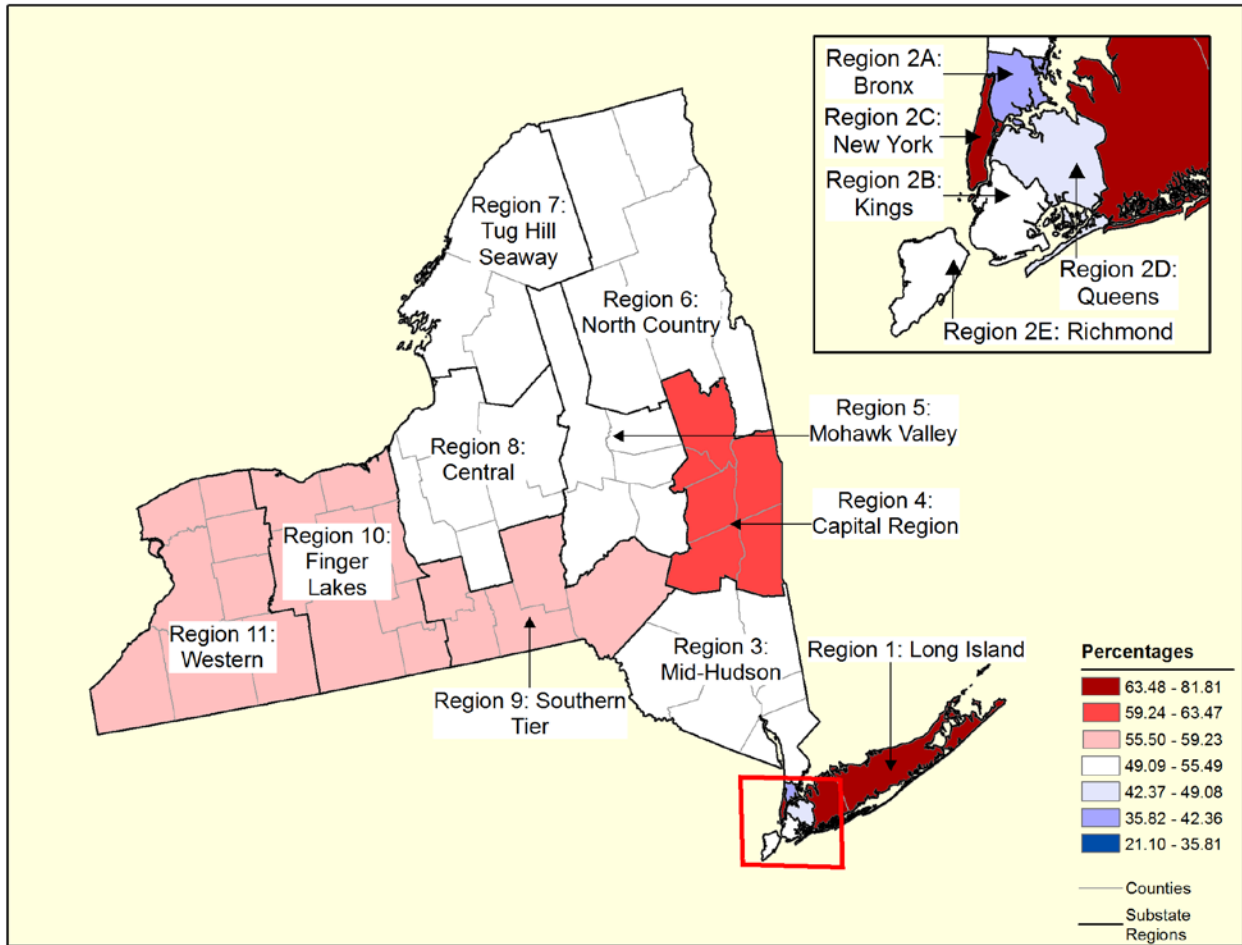 Region 2A:
Bronx
Region 2C:
New York
Region 2B:
Kings
Region 2D:
Queens
Region 2E: Richmond
Region 7:
Tug Hill
Seaway
Region 6:
North Country
Region 5:
Mohawk Valley
Region 8:
Central
Region 4:
Capital Region
Region 10:
Finger
Lakes
Region 11:
Western
Region 3:
Mid-Hudson
Region 1: Long Island
Region 9: Southern
Tier
Percentages
63.48 - 81.81
59.24 - 63.47
55.50 - 59.23
49.09 - 55.49
42.37 - 49.08
35.82 - 42.36
21.10 - 35.81
Counties
Substate
Regions